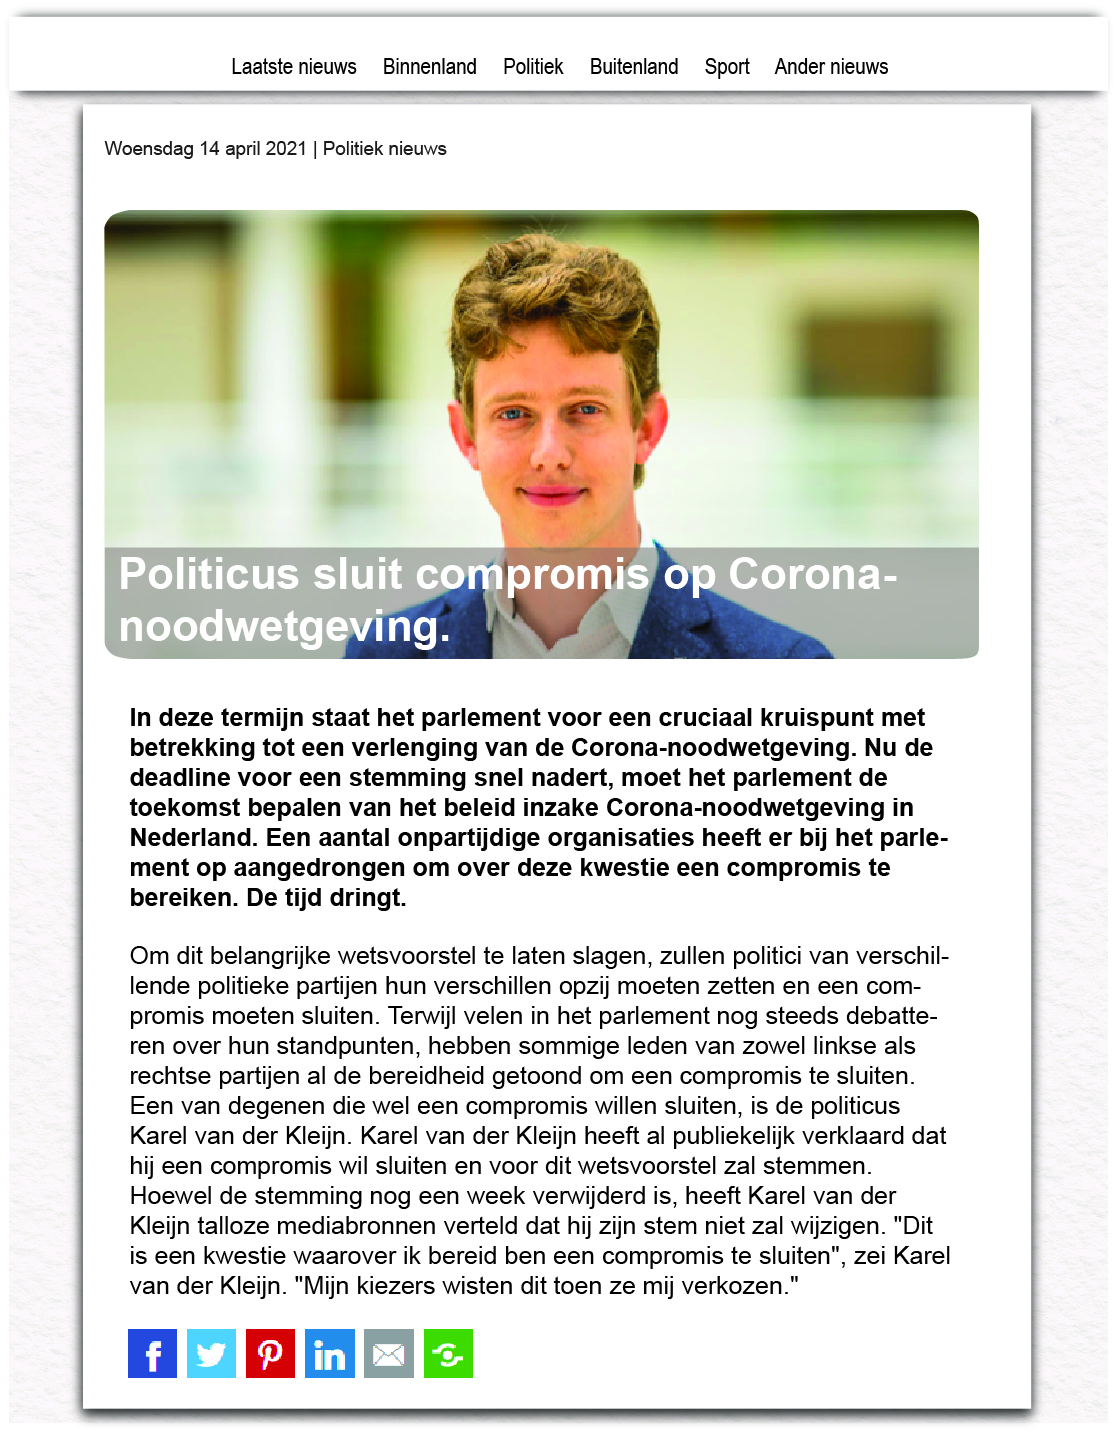 Laatste nieuws Binnenland Politiek Buitenland Sport Ander nieuws
Woensdag 14 april 2021 | Politiek nieuws
Politicus sluit compromis op Corona-
noodwetgeving.
In deze termijn staat het parlement voor een cruciaal kruispunt met
betrekking tot een verlenging van de Corona-noodwetgeving. Nu de
deadline voor een stemming snel nadert, moet het parlement de
toekomst bepalen van het beleid inzake Corona-noodwetgeving in
Nederland. Een aantal onpartijdige organisaties heeft er bij het parle-
ment op aangedrongen om over deze kwestie een compromis te
bereiken. De tijd dringt.
Om dit belangrijke wetsvoorstel te laten slagen, zullen politici van verschil-
lende politieke partijen hun verschillen opzij moeten zetten en een com-
promis moeten sluiten. Terwijl velen in het parlement nog steeds debatte-
ren over hun standpunten, hebben sommige leden van zowel linkse als
rechtse partijen al de bereidheid getoond om een compromis te sluiten.
Een van degenen die wel een compromis willen sluiten, is de politicus
Karel van der Kleijn. Karel van der Kleijn heeft al publiekelijk verklaard dat
hij een compromis wil sluiten en voor dit wetsvoorstel zal stemmen.
Hoewel de stemming nog een week verwijderd is, heeft Karel van der
Kleijn talloze mediabronnen verteld dat hij zijn stem niet zal wijzigen. "Dit
is een kwestie waarover ik bereid ben een compromis te sluiten", zei Karel
van der Kleijn. "Mijn kiezers wisten dit toen ze mij verkozen."